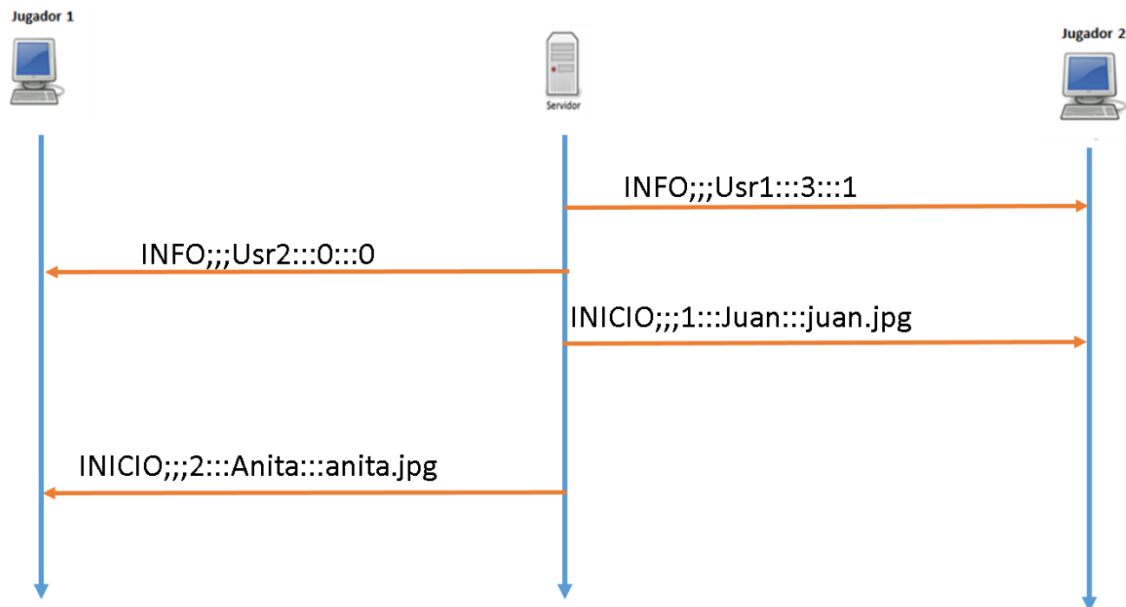 Jugador 1
Servidor
Jugador 2
INFO;;;Usr1:::3:::1
INFO;;;Usr2:::0:::0
INICIO;;;1:::Juan:::juan.jpg
INICIO;;;2:::Anita:::anita.jpg